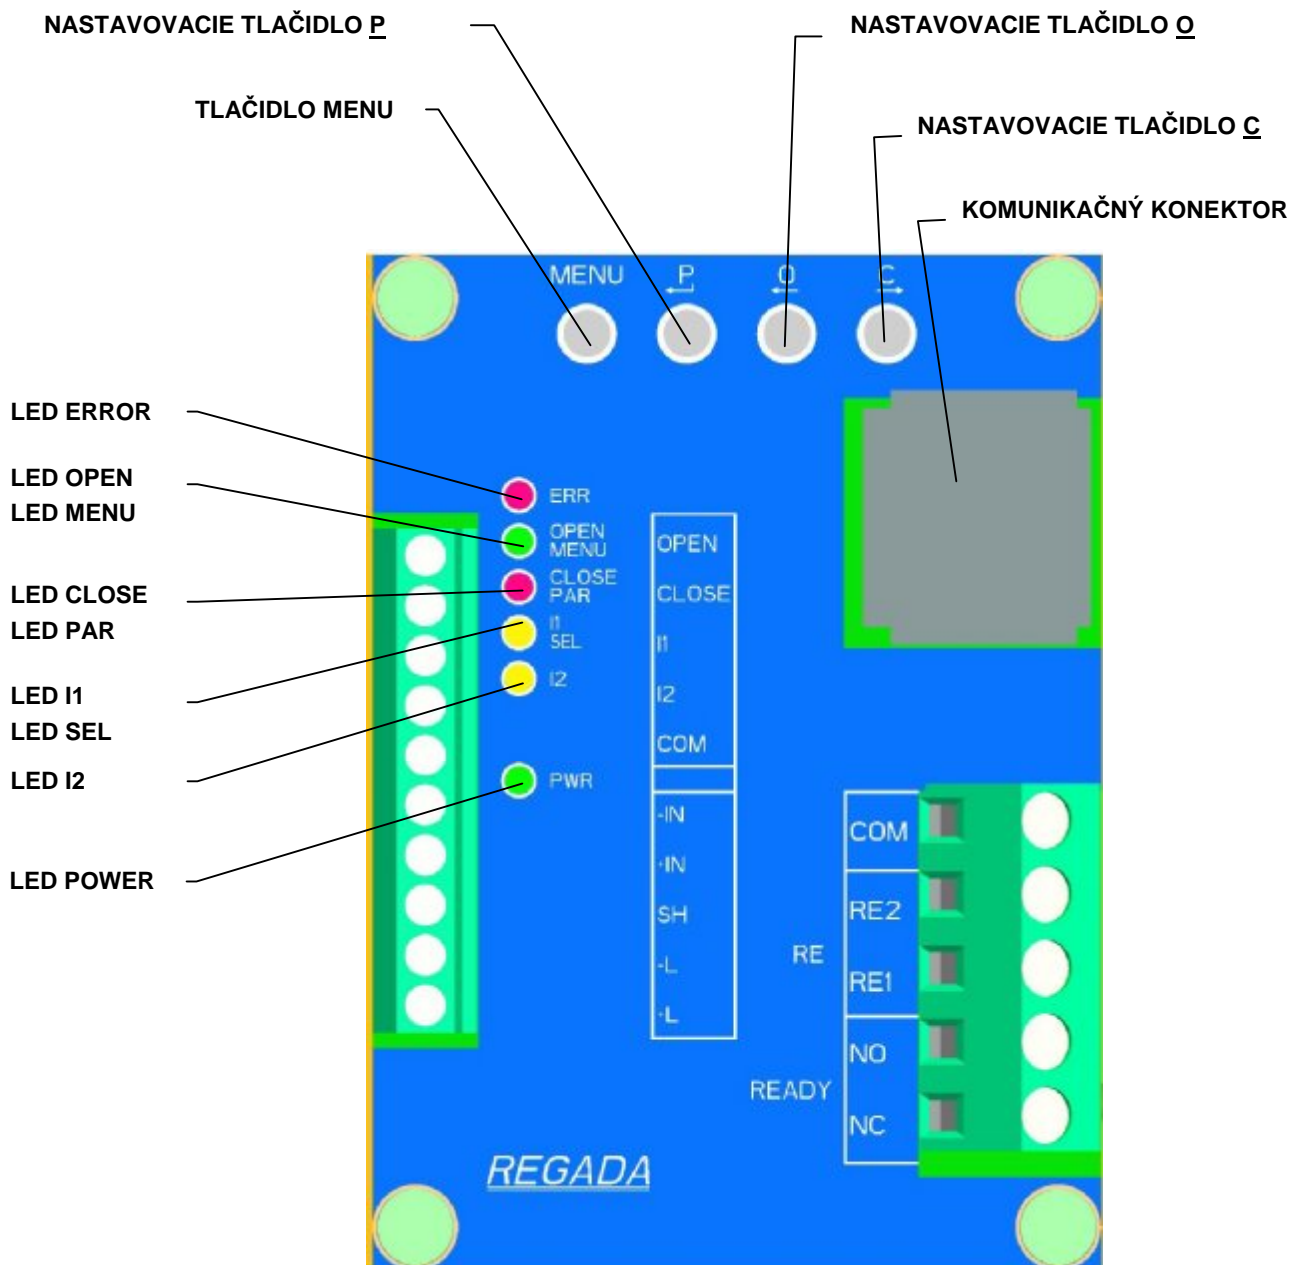 NASTAVOVACIE TLAČIDLO P
NASTAVOVACIE TLAČIDLO O
TLAČIDLO MENU
NASTAVOVACIE TLAČIDLO C
KOMUNIKAČNÝ KONEKTOR
MENU
P
O
C
LED ERROR
LED OPEN
LED MENU
LED CLOSE
LED PAR
LED I1
LED SEL
LED I2
LED POWER
ERR
OPEN
MENU
CLOSE
PAR
I1
SEL
I2
PWR
OPEN
CLOSE
I1
I2
COM
-IN
SH
-L
COM
RE2
RE
RE1
NO
READY
NC
REGADA